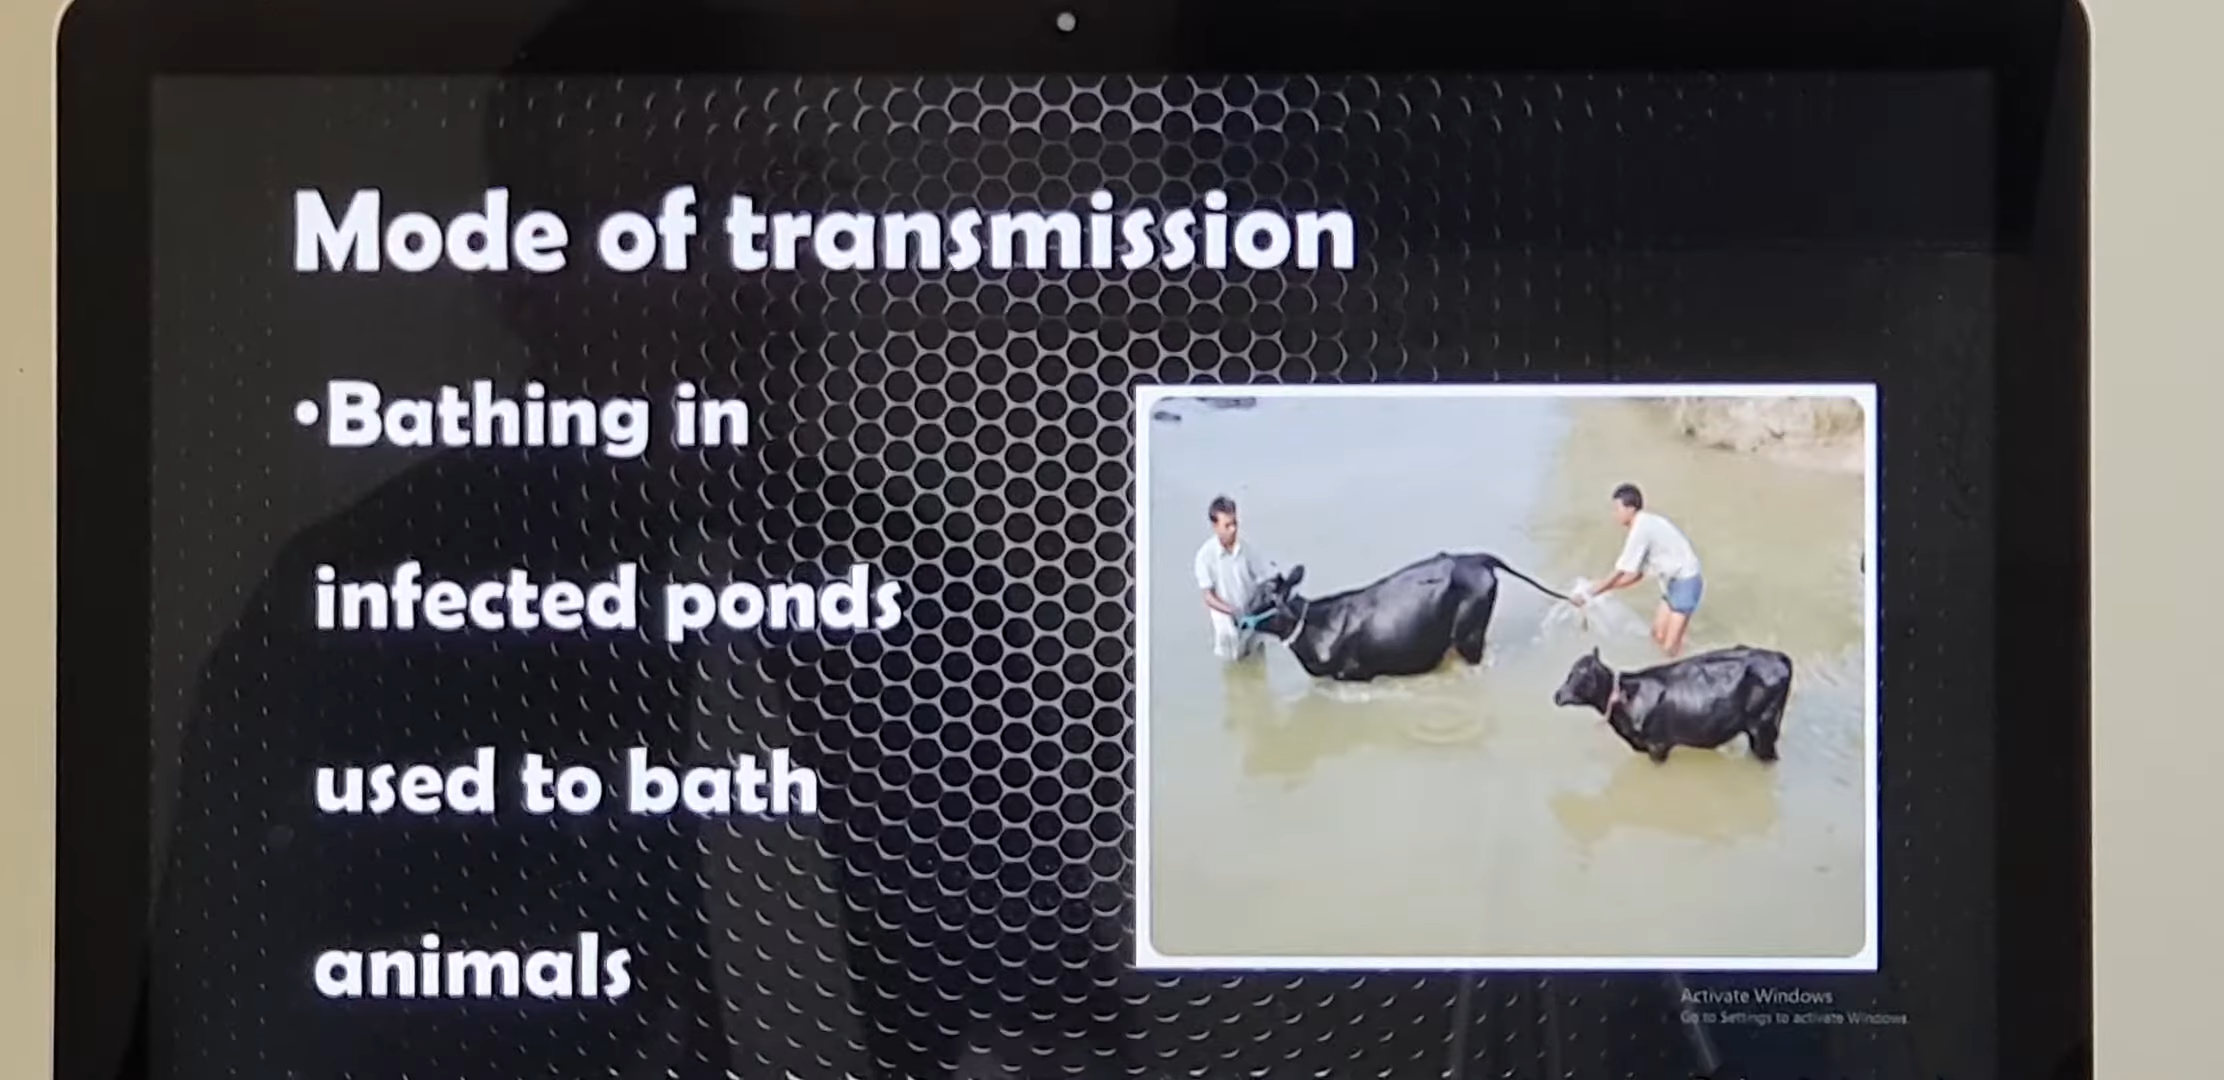 Mode of transmission
•Bathing in
infected ponds
used to bath
animals
Activate Windows
Go to Settings to activate Windows.